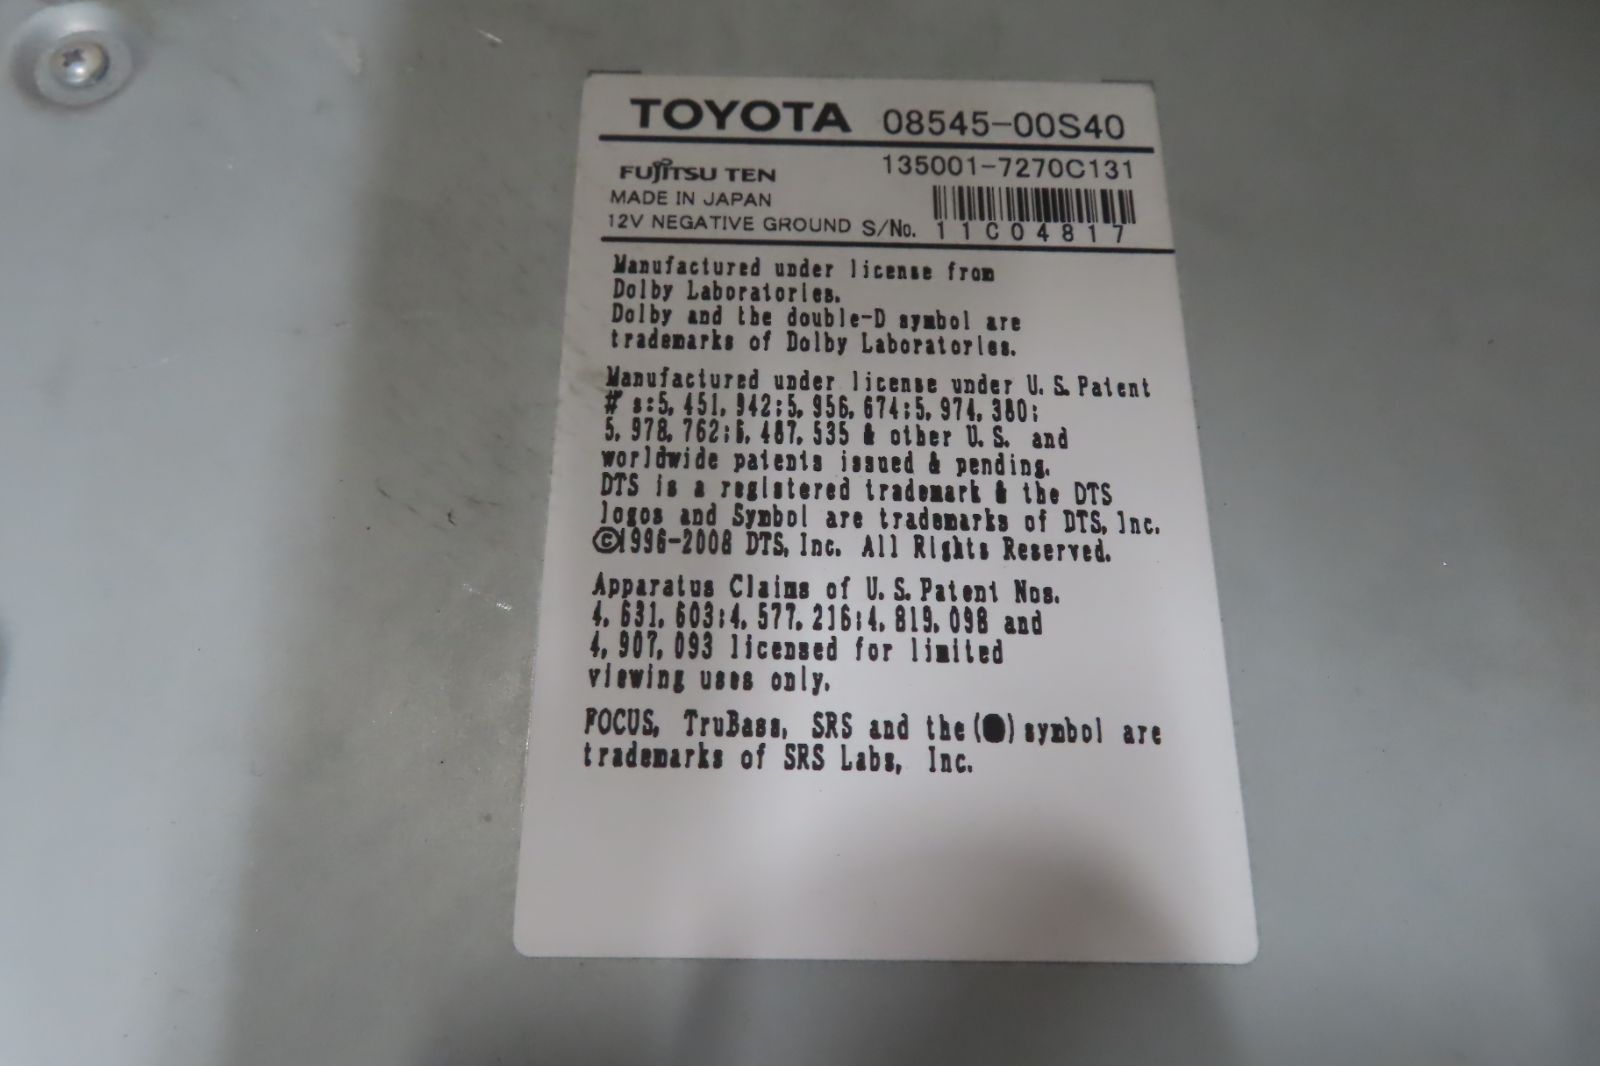 TOYOTA 08545-00S40
FUJITSU TEN 135001-7270C131
MADE IN JAPAN
12V NEGATIVE GROUND S/No. 11C04817
Manufactured under license from
Dolby Laboratories.
Dolby and the double-D symbol are
trademarks of Dolby Laboratories.
Manufactured under license under U.S.Patent
# s:5,451,942;5,956,674;5,974,380;
5,978,762;6,487,535 & other U.S. and
worldwide patents issued & pending.
DTS is a registered trademark & the DTS
logos and Symbol are trademarks of DTS, Inc.
©1996-2008 DTS, Inc. All Rights Reserved.
Apparatus Claims of U.S.Patent Nos.
4,631,603;4,577,216;4,819,098 and
4,907,093 licensed for limited
viewing uses only.
FOCUS, TruBass, SRS and the (●) symbol are
trademarks of SRS Labs, Inc.